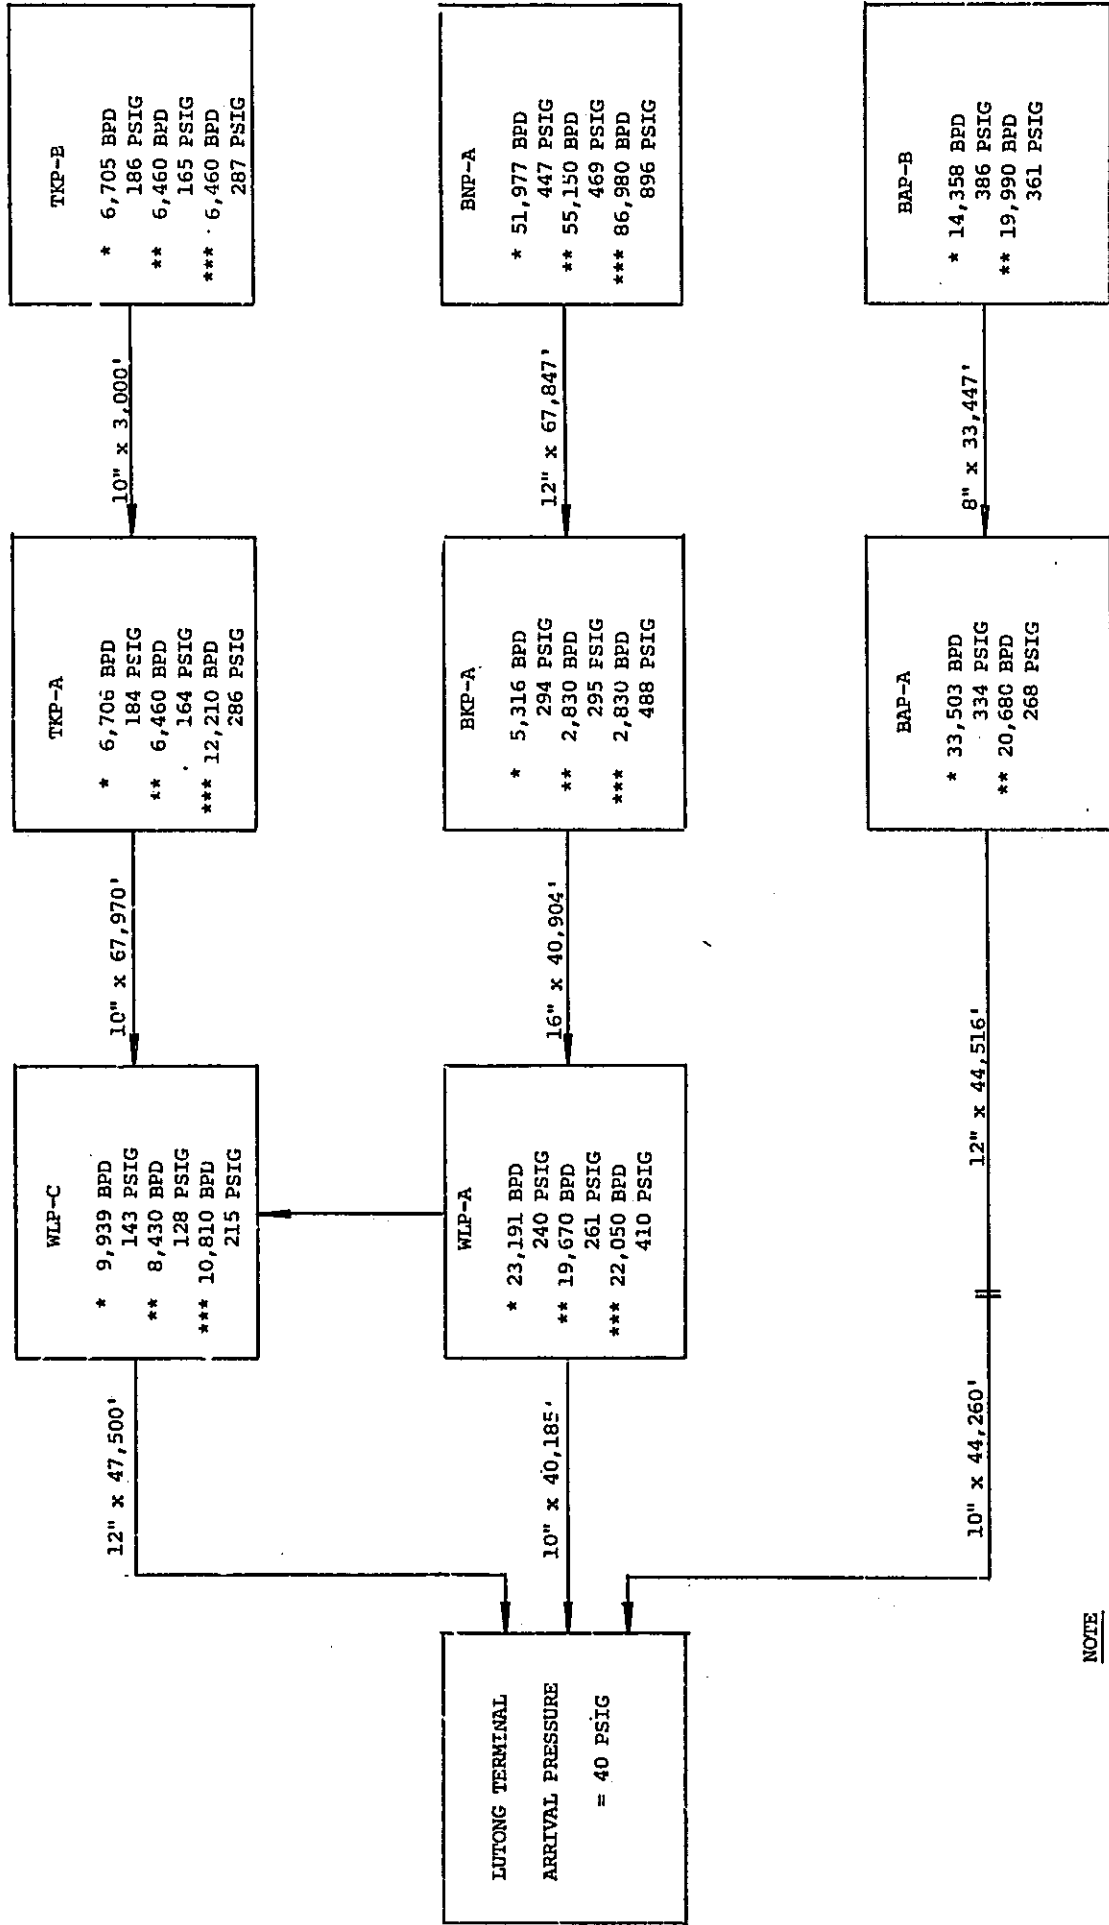 TKP-B
* 6,705 BPD
186 PSIG
** 6,460 BPD
165 PSIG
*** 6,460 BPD
287 PSIG
10" x 3,000'
TKP-A
* 6,706 BPD
184 PSIG
** 6,460 BPD
164 PSIG
*** 12,210 BPD
286 PSIG
10" x 67,970'
WLP-C
* 9,939 BPD
143 PSIG
** 8,430 BPD
128 PSIG
*** 10,810 BPD
215 PSIG
12" x 47,500'
BNP-A
* 51,977 BPD
447 PSIG
** 55,150 BPD
469 PSIG
*** 86,980 BPD
896 PSIG
12" x 67,847'
BKP-A
* 5,316 BPD
294 PSIG
** 2,830 BPD
295 PSIG
*** 2,830 BPD
488 PSIG
16" x 40,904'
WLP-A
* 23,191 BPD
240 PSIG
** 19,670 BPD
261 PSIG
*** 22,050 BPD
410 PSIG
10" x 40,185'
LUTONG TERMINAL
ARRIVAL PRESSURE
= 40 PSIG
BAP-B
* 14,358 BPD
386 PSIG
** 19,990 BPD
361 PSIG
8" x 33,447'
BAP-A
* 33,503 BPD
334 PSIG
** 20,680 BPD
268 PSIG
12" x 44,516'
10" x 44,260'
NOTE